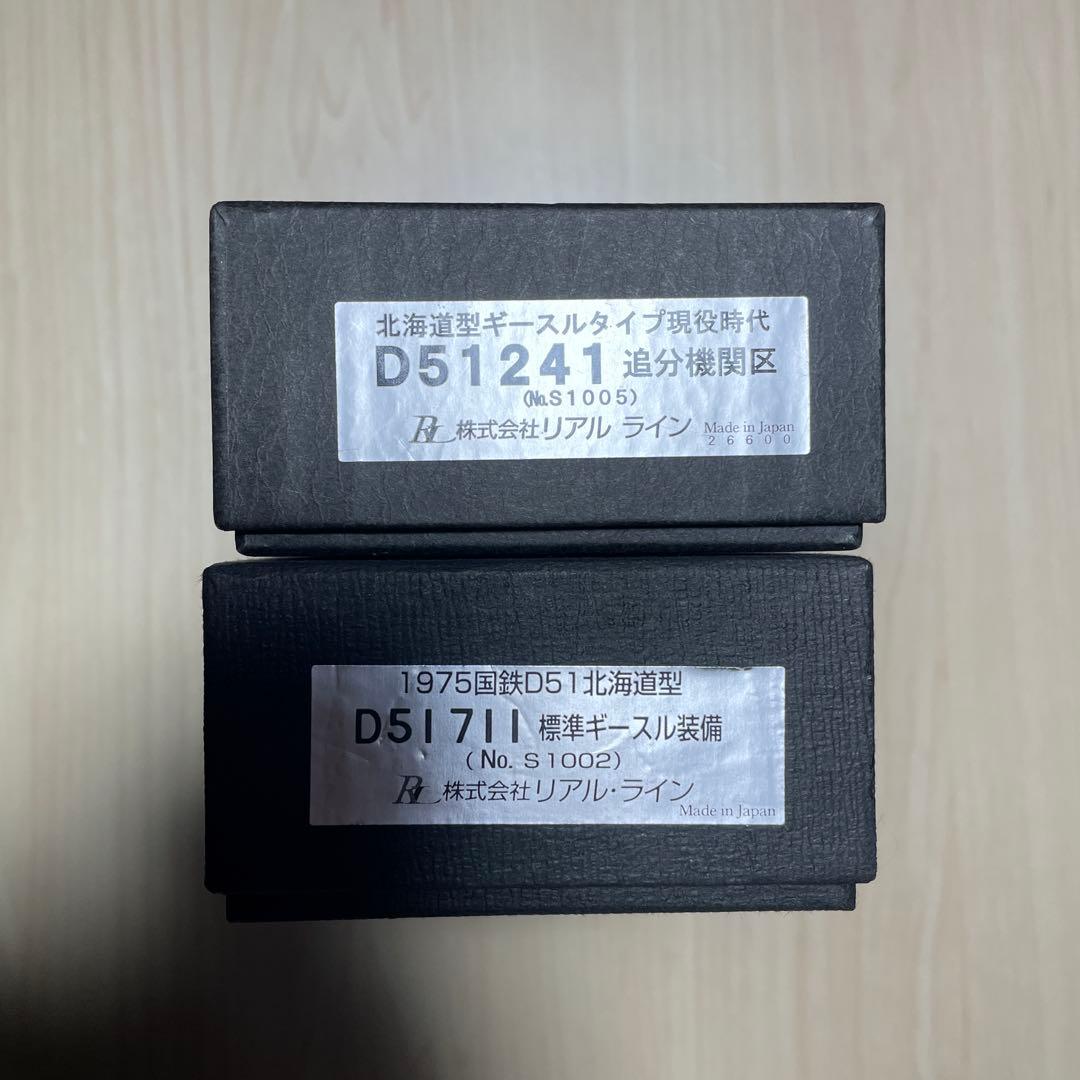 北海道型ギースルタイプ現役時代
D51241 追分機関区
(No.S1005)
RL 株式会社リアル ライン Made in Japan
26600
1975国鉄D51北海道型
D51711 標準ギースル装備
(No. S1002)
RL 株式会社リアル・ライン
Made in Japan